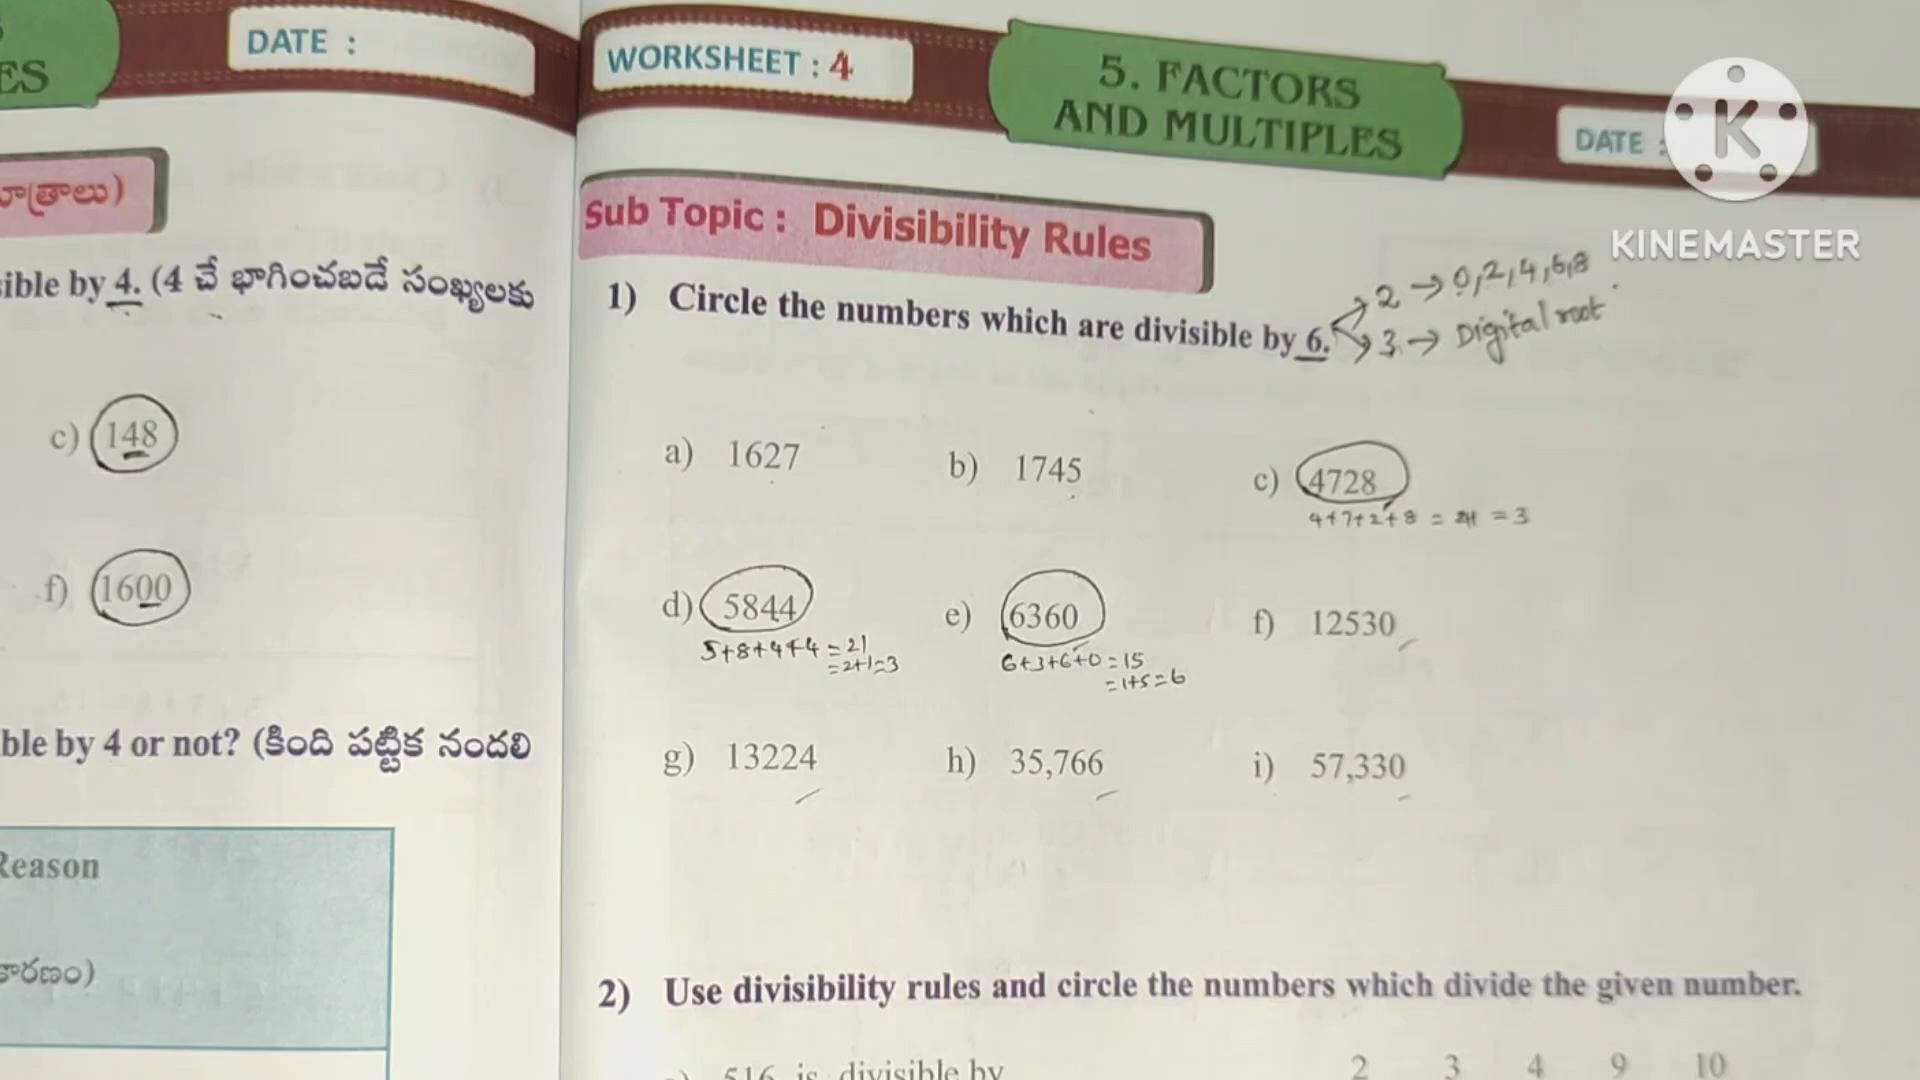 ES
DATE :
ible by 4. (4 చే భాగించబడే సంఖ్యలకు
c) 148
f) 1600
ble by 4 or not? (కింది పట్టిక నందలి
Reason
WORKSHEET : 4
5. FACTORS
AND MULTIPLES
DATE :
KINEMASTER
Sub Topic : Divisibility Rules
1) Circle the numbers which are divisible by 6.
2 → 0,2,4,6,8
3 → Digital root
a) 1627 b) 1745 c) 4728
4+7+2+8 = = 3
d) 5844 e) 6360 f) 12530
5+8+4+4 = 21 6+3+6+0 = 15
= 2+1=3 = 1+5 = 6
g) 13224 h) 35,766 i) 57,330
2) Use divisibility rules and circle the numbers which divide the given number.
516 is divisible by 2 3 4 9 10